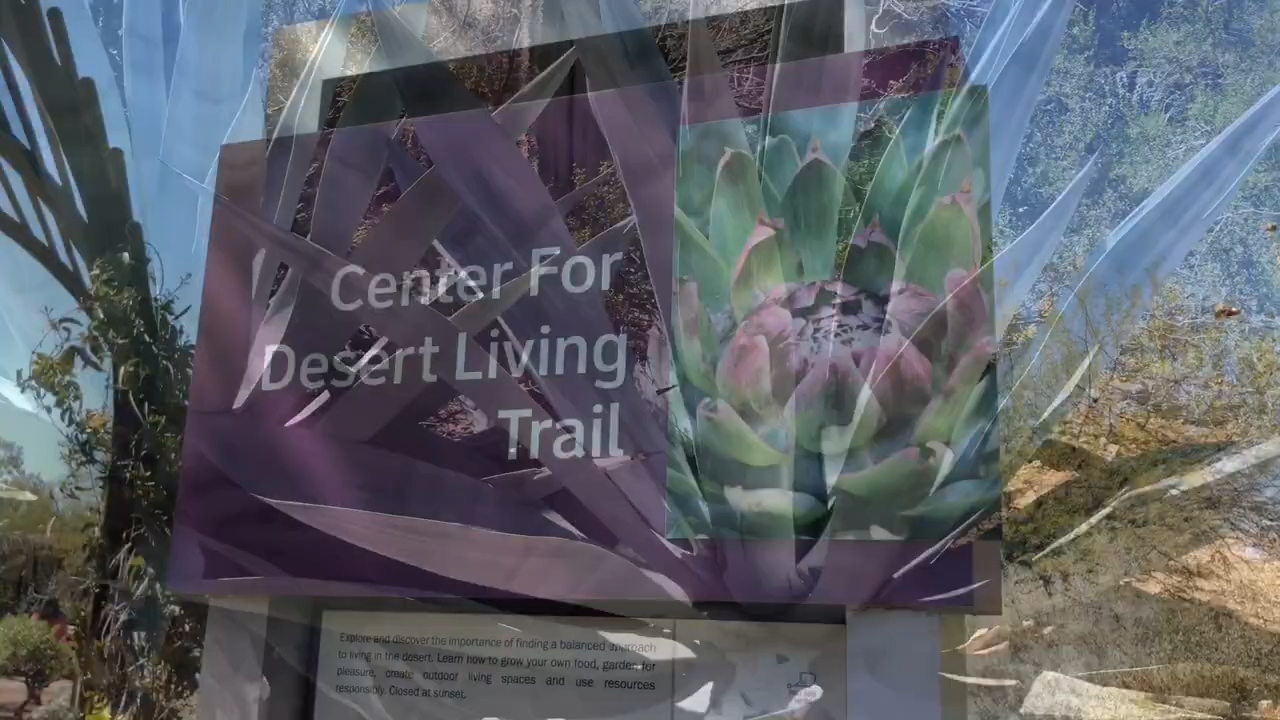 Center For
Desert Living
Trail
Explore and discover the importance of finding a balanced approach
to living in the desert. Learn how to grow your own food, garden for
pleasure, create outdoor living spaces and use resources
responsibly. Closed at sunset.